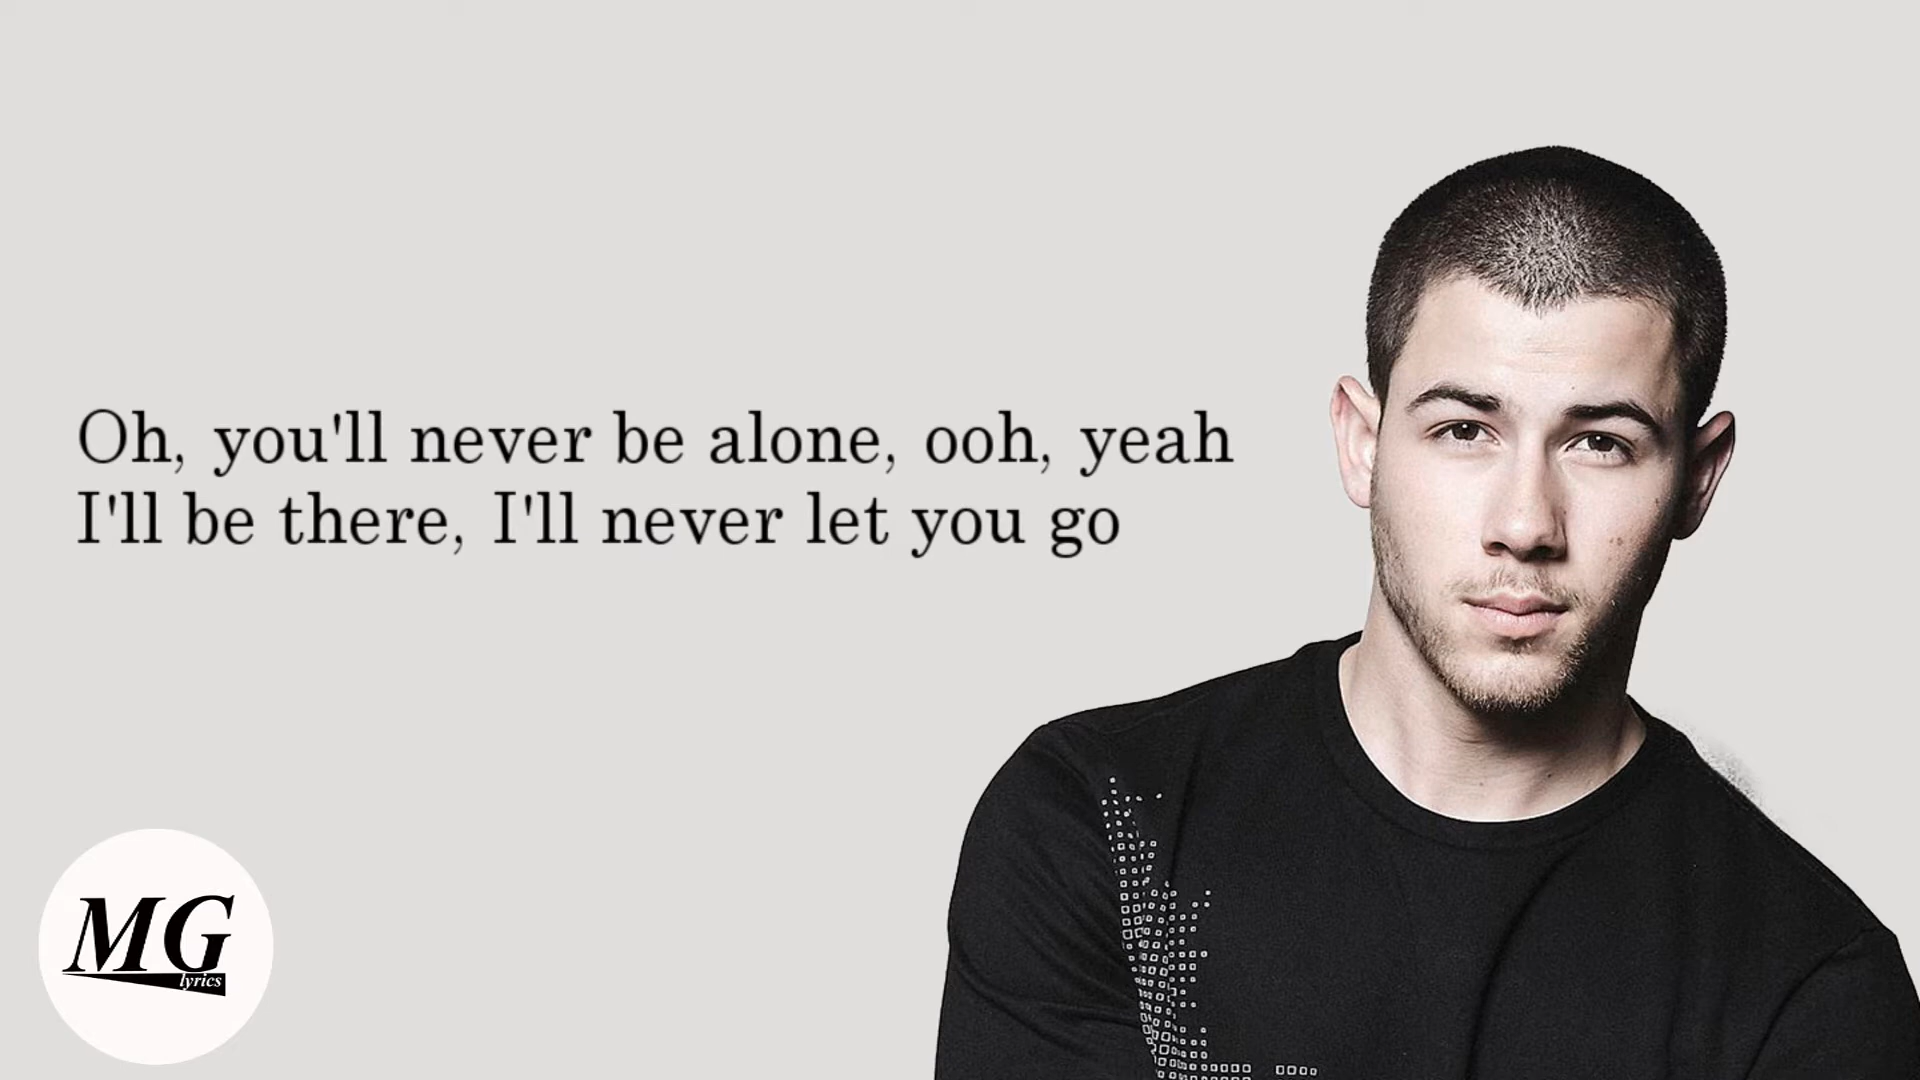 Oh, you'll never be alone, ooh, yeah
I'll be there, I'll never let you go
MG
lyrics